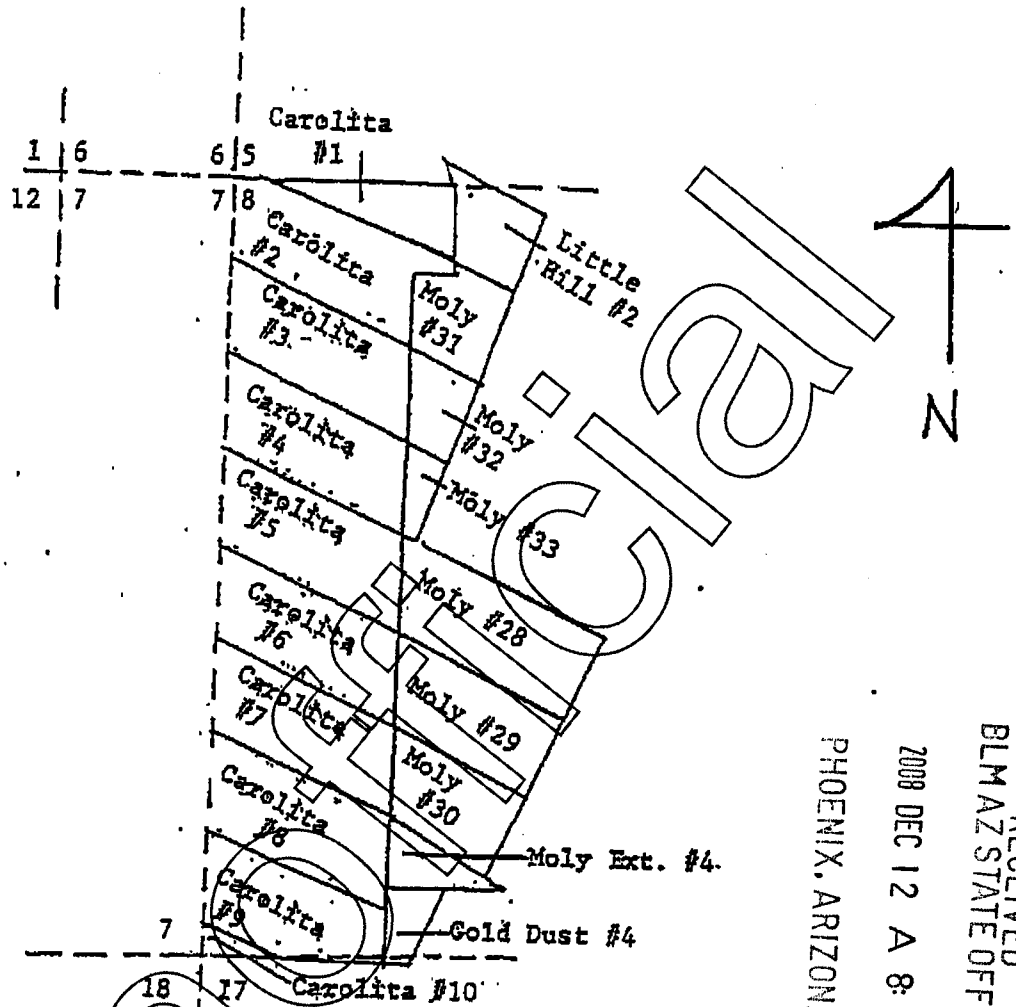 Carolita
#1
1 6
6 5
12 7
7 8
Carolita
#2
Little
Hill #2
Moly
#31
Carolita
#3
Carolita
#4
Moly
#32
Moly #33
Carolita
#5
Moly #28
Carolita
#6
Moly #29
Carolita
#7
Moly
#30
Carolita
#8
Moly Ext. #4
Carolita
#9
Gold Dust #4
7
18 17
Carolita #10
N
RECEIVED
BLM AZ STATE OFF
2008 DEC 12 A 8:
PHOENIX, ARIZON
official